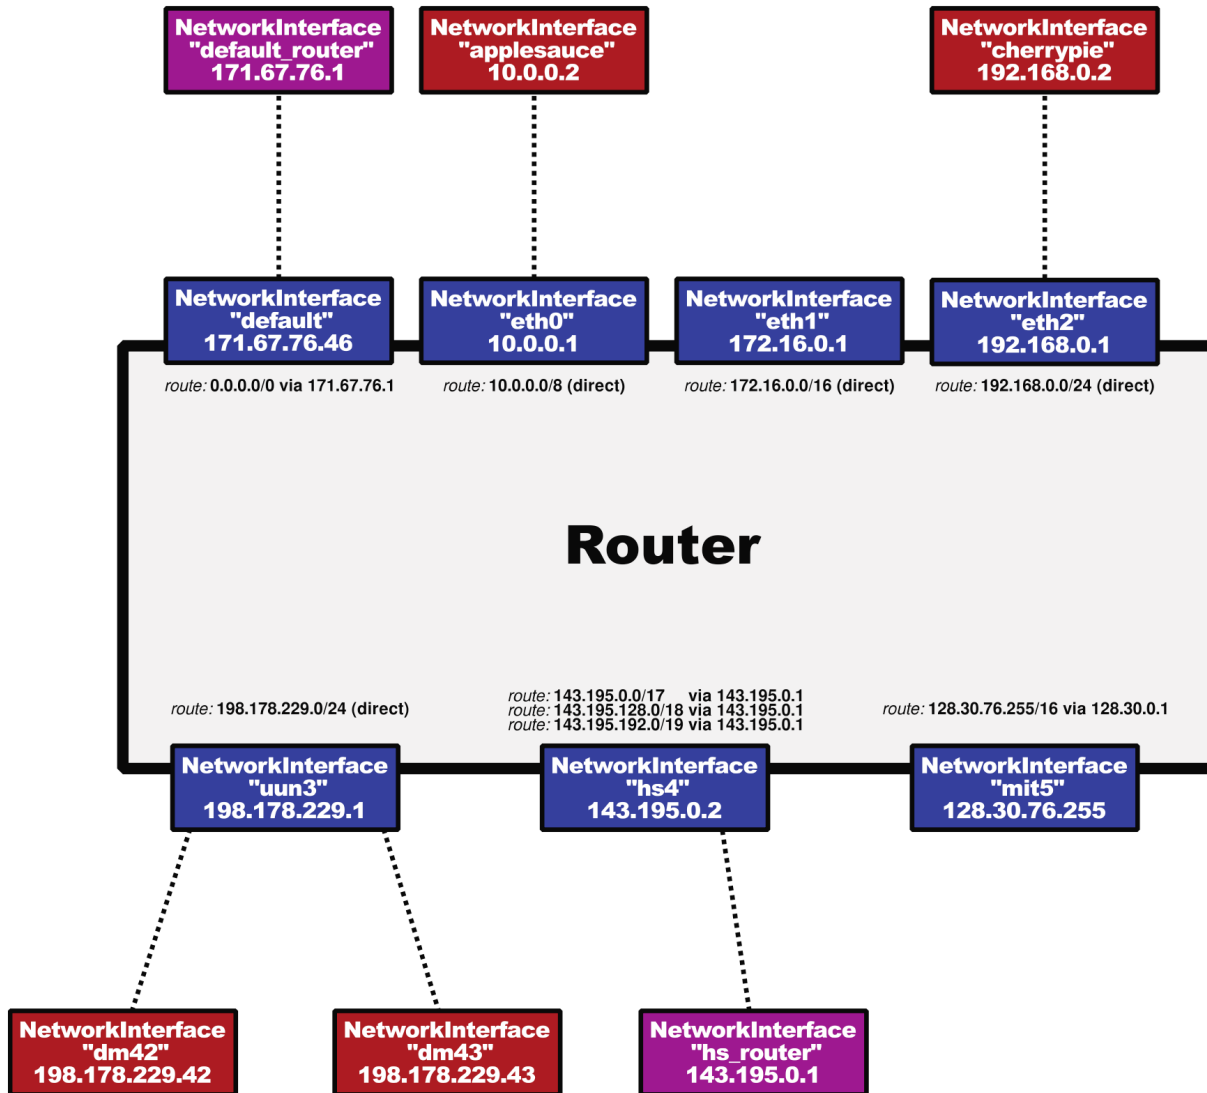 NetworkInterface
"default_router"
171.67.76.1
NetworkInterface
"applesauce"
10.0.0.2
NetworkInterface
"cherrypie"
192.168.0.2
NetworkInterface
"default"
171.67.76.46
NetworkInterface
"eth0"
10.0.0.1
NetworkInterface
"eth1"
172.16.0.1
NetworkInterface
"eth2"
192.168.0.1
route: 0.0.0.0/0 via 171.67.76.1
route: 10.0.0.0/8 (direct)
route: 172.16.0.0/16 (direct)
route: 192.168.0.0/24 (direct)
Router
route: 198.178.229.0/24 (direct)
route: 143.195.0.0/17 via 143.195.0.1
route: 143.195.128.0/18 via 143.195.0.1
route: 143.195.192.0/19 via 143.195.0.1
route: 128.30.76.255/16 via 128.30.0.1
NetworkInterface
"uun3"
198.178.229.1
NetworkInterface
"hs4"
143.195.0.2
NetworkInterface
"mit5"
128.30.76.255
NetworkInterface
"dm42"
198.178.229.42
NetworkInterface
"dm43"
198.178.229.43
NetworkInterface
"hs_router"
143.195.0.1